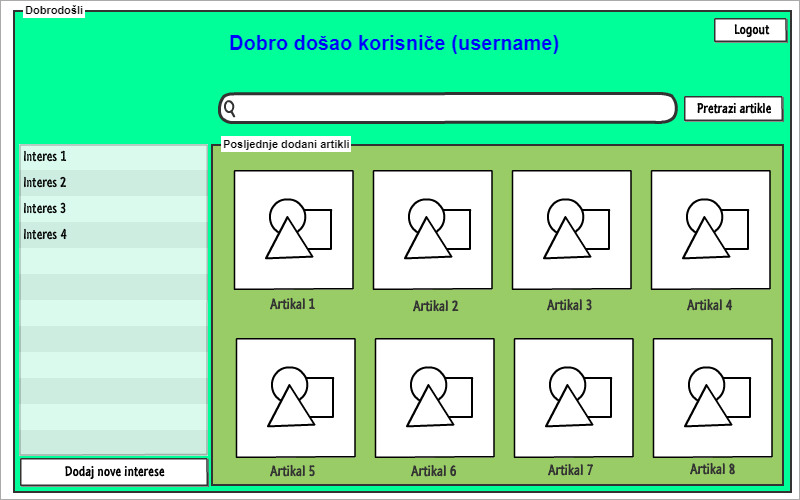 Dobrodošli
Logout
Dobro došao korisniče (username)
Pretrazi artikle
Posljednje dodani artikli
Interes 1
Interes 2
Interes 3
Interes 4
Artikal 1
Artikal 2
Artikal 3
Artikal 4
Artikal 5
Artikal 6
Artikal 7
Artikal 8
Dodaj nove interese